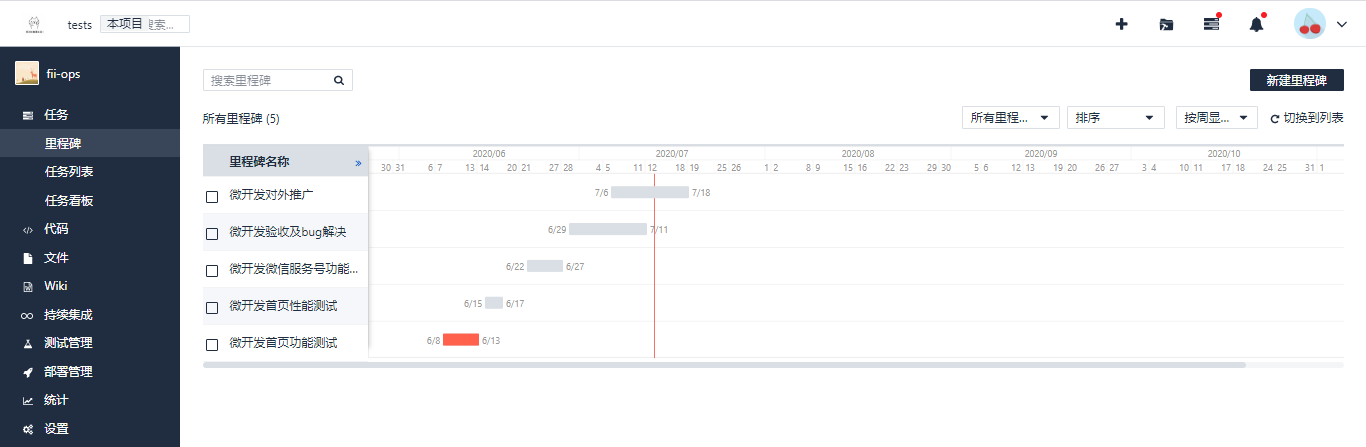 tests 本项目 搜索...
fii-ops
任务
里程碑
任务列表
任务看板
代码
文件
Wiki
持续集成
测试管理
部署管理
统计
设置
搜索里程碑
新建里程碑
所有里程碑 (5)
所有里程... 排序 按周显... 切换到列表
里程碑名称 »
2020/06 2020/07 2020/08 2020/09 2020/10
30 31 6 7 13 14 20 21 27 28 4 5 11 12 18 19 25 26 1 2 8 9 15 16 22 23 29 30 5 6 12 13 19 20 26 27 3 4 10 11 17 18 24 25 31 1
微开发对外推广 7/6 7/18
微开发验收及bug解决 6/29 7/11
微开发微信服务号功能... 6/22 6/27
微开发首页性能测试 6/15 6/17
微开发首页功能测试 6/8 6/13